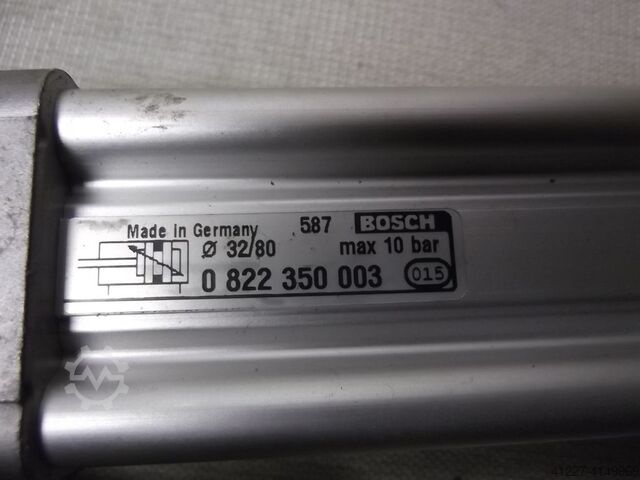 Made in Germany 587 BOSCH
Ø 32/80 max 10 bar
0 822 350 003 015